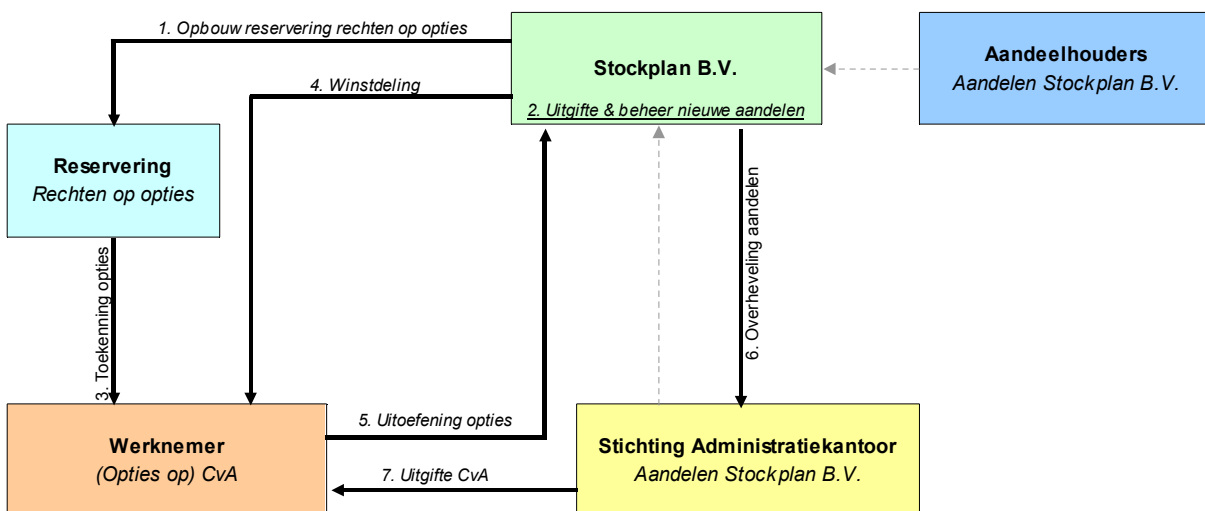 1. Opbouw reservering rechten op opties
Stockplan B.V.
2. Uitgifte & beheer nieuwe aandelen
Aandeelhouders
Aandelen Stockplan B.V.
4. Winstdeling
Reservering
Rechten op opties
3. Toekenning opties
6. Overheveling aandelen
Werknemer
(Opties op) CvA
5. Uitoefening opties
7. Uitgifte CvA
Stichting Administratiekantoor
Aandelen Stockplan B.V.